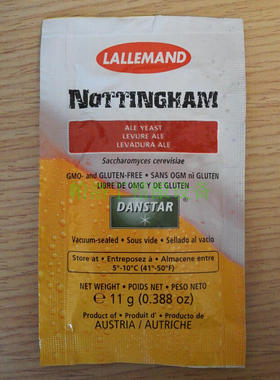 LALLEMAND
NOTTINGHAM
ALE YEAST
LEVURE ALE
LEVADURA ALE
Saccharomyces cerevisiae
GMO- and GLUTEN-FREE • SANS OGM ni GLUTEN
LIBRE DE OMG Y DE GLUTEN
DANSTAR®
Vacuum-sealed • Sous vide • Sellado al vacio
Store at • Entreposez à • Almacene entre
5°-10°C (41°-50°F)
NET WEIGHT • POIDS NET • PESO NETO
℮ 11 g (0.388 oz)
Product of • Produit d' • Producto de
AUSTRIA / AUTRICHE